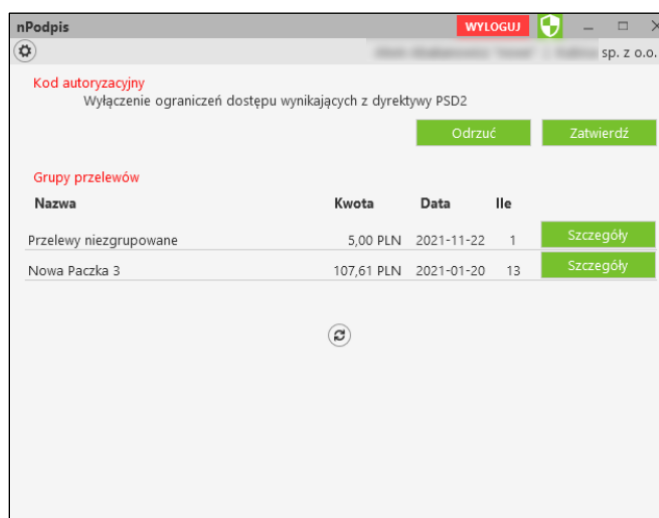 nPodpis WYLOGUJ
sp. z o.o.
Kod autoryzacyjny
Wyłączenie ograniczeń dostępu wynikających z dyrektywy PSD2
Odrzuć Zatwierdź
Grupy przelewów
Nazwa Kwota Data Ile
Przelewy niezgrupowane 5,00 PLN 2021-11-22 1 Szczegóły
Nowa Paczka 3 107,61 PLN 2021-01-20 13 Szczegóły